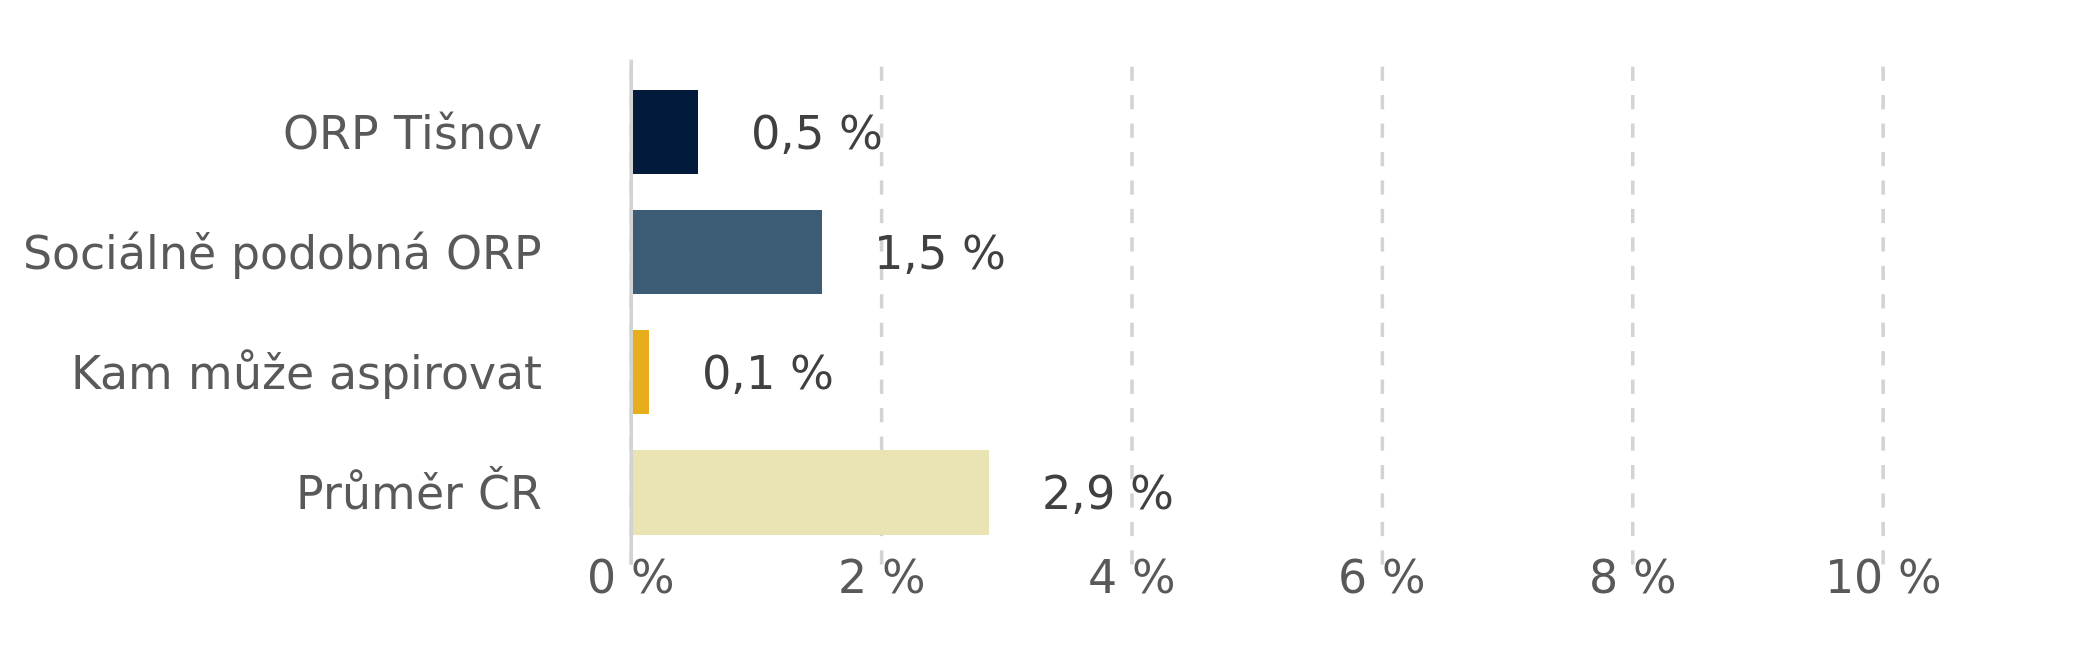 ORP Tišnov 0,5 %
Sociálně podobná ORP 1,5 %
Kam může aspirovat 0,1 %
Průměr ČR 2,9 %
0 % 2 % 4 % 6 % 8 % 10 %